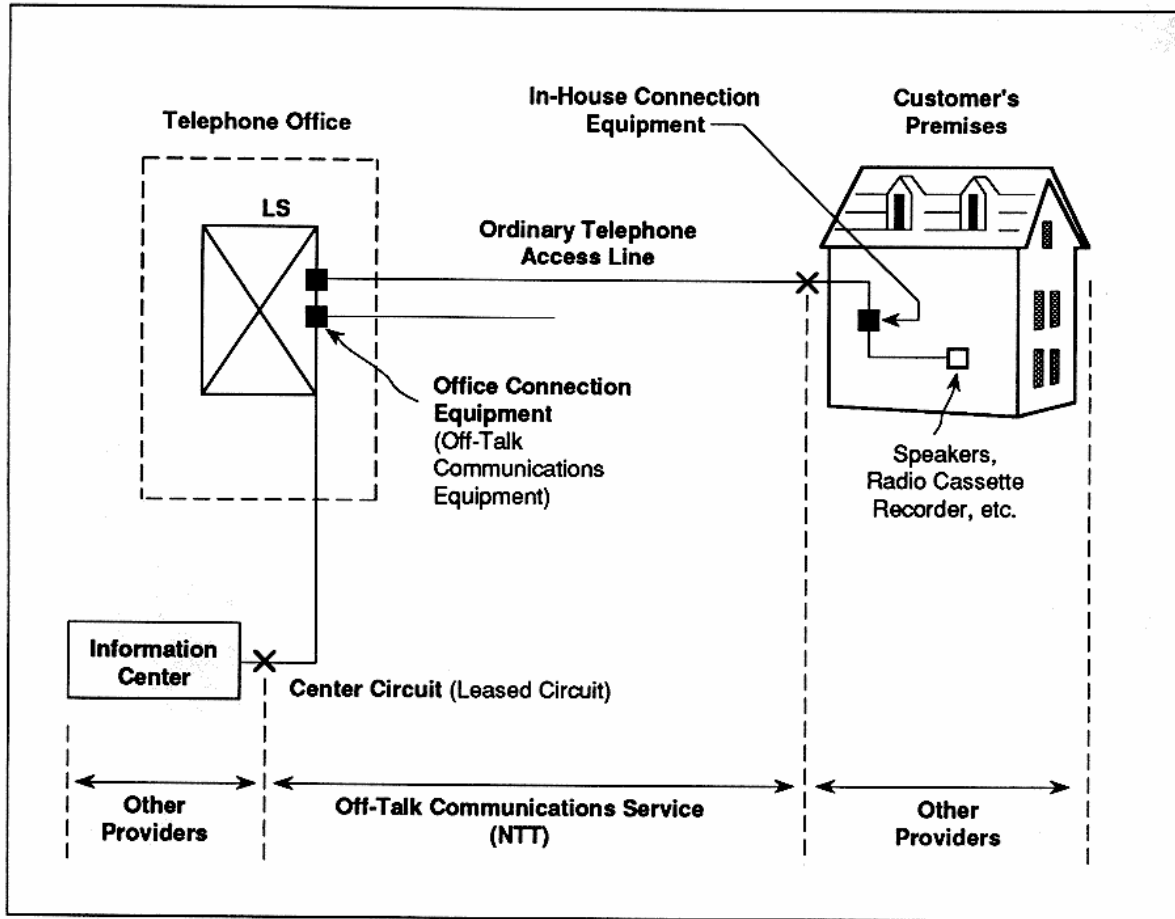 Telephone Office
In-House Connection
Equipment
Customer's
Premises
LS
Ordinary Telephone
Access Line
Office Connection
Equipment
(Off-Talk
Communications
Equipment)
Speakers,
Radio Cassette
Recorder, etc.
Information
Center
Center Circuit (Leased Circuit)
Other
Providers
Off-Talk Communications Service
(NTT)
Other
Providers